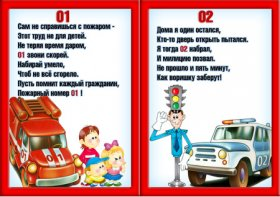 01
Сам не справишься с пожаром -
Этот труд не для детей.
Не теряя время даром,
01 звони скорей.
Набирай умело,
Чтоб не всё сгорело.
Пусть помнит каждый гражданин,
Пожарный номер 01 !
01
02
Дома я один остался,
Кто-то дверь открыть пытался.
Я тогда 02 набрал,
И милицию позвал.
Не прошло и пять минут,
Как воришку заберут!
02